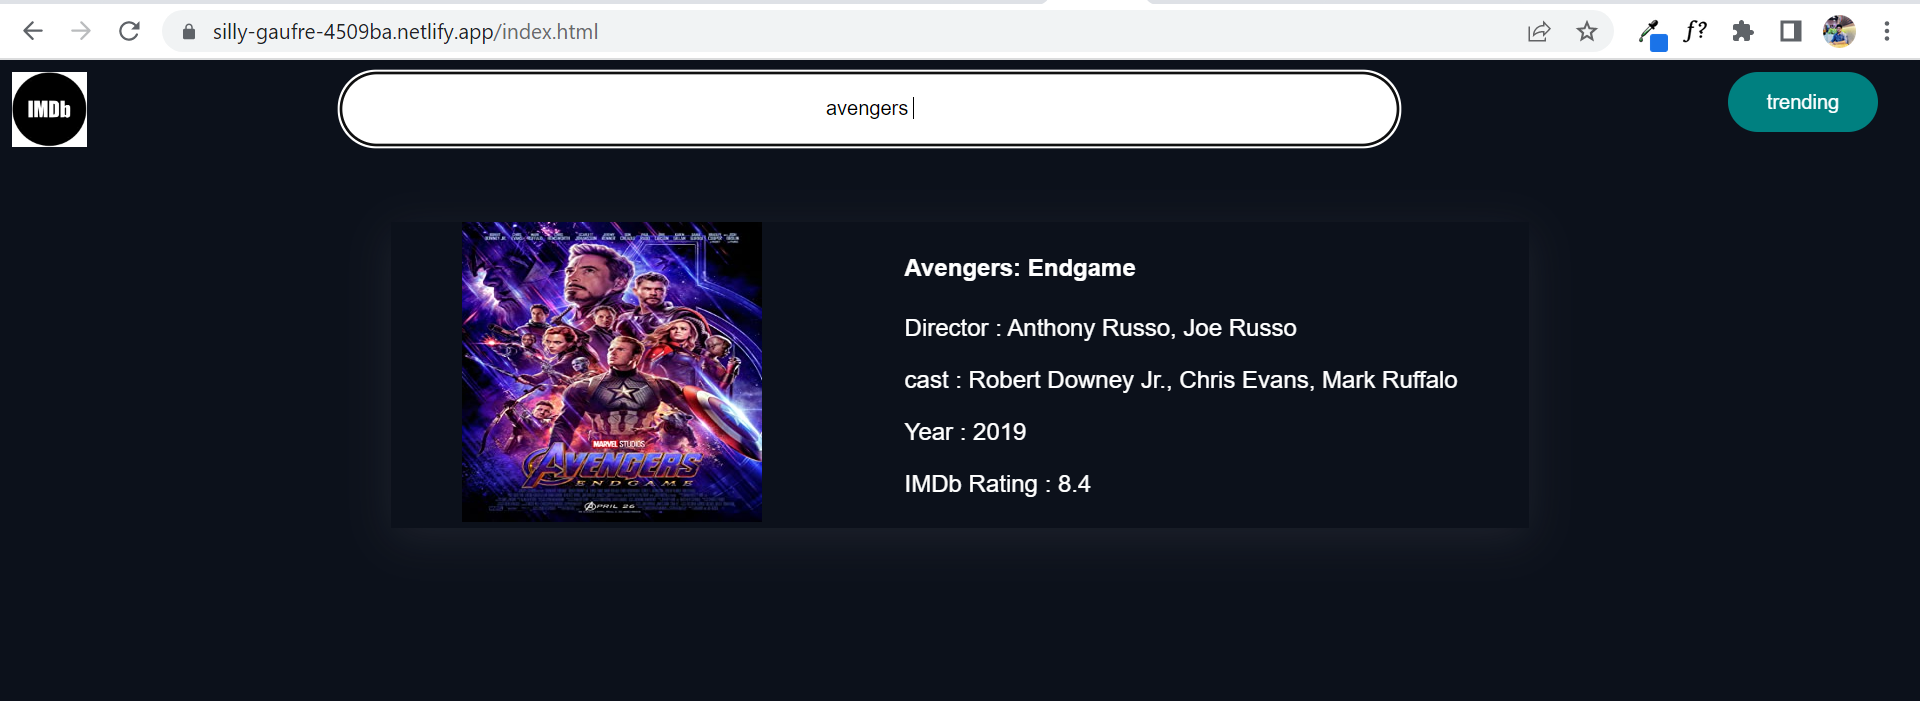 silly-gaufre-4509ba.netlify.app/index.html
f?
IMDb
avengers
trending
Avengers: Endgame
Director : Anthony Russo, Joe Russo
cast : Robert Downey Jr., Chris Evans, Mark Ruffalo
Year : 2019
IMDb Rating : 8.4
MARVEL STUDIOS
AVENGERS
ENDGAME
APRIL 26